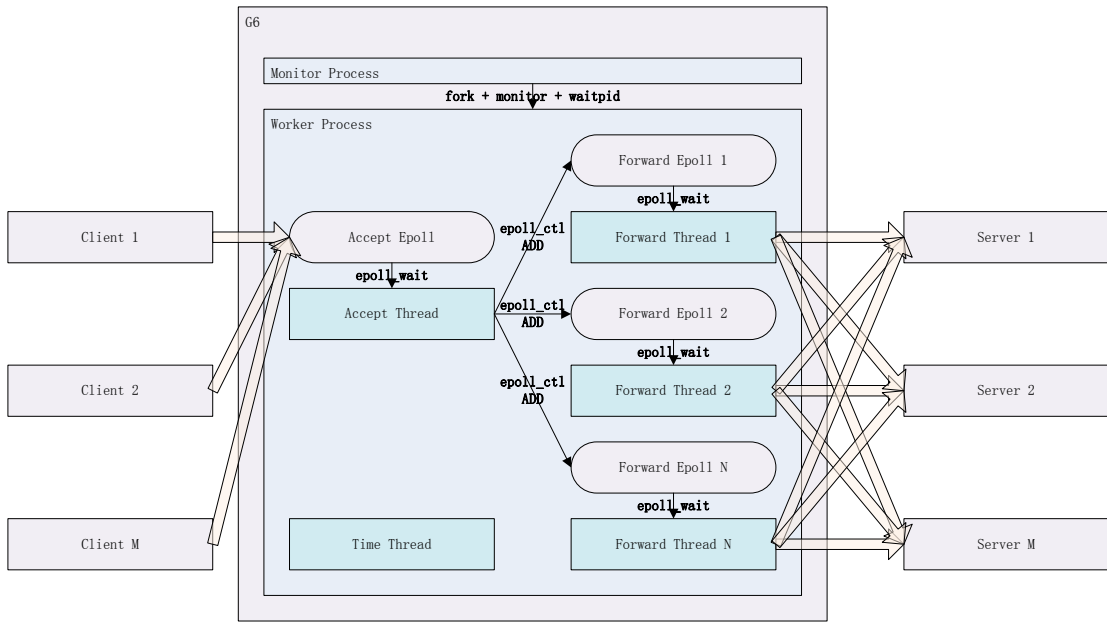 G6
Monitor Process
fork + monitor + waitpid
Worker Process
Forward Epoll 1
epoll_wait
Client 1
Accept Epoll
epoll_ctl
ADD
Forward Thread 1
Server 1
epoll_wait
Accept Thread
epoll_ctl
ADD
Forward Epoll 2
epoll_wait
Client 2
epoll_ctl
ADD
Forward Thread 2
Server 2
Forward Epoll N
epoll_wait
Client M
Time Thread
Forward Thread N
Server M